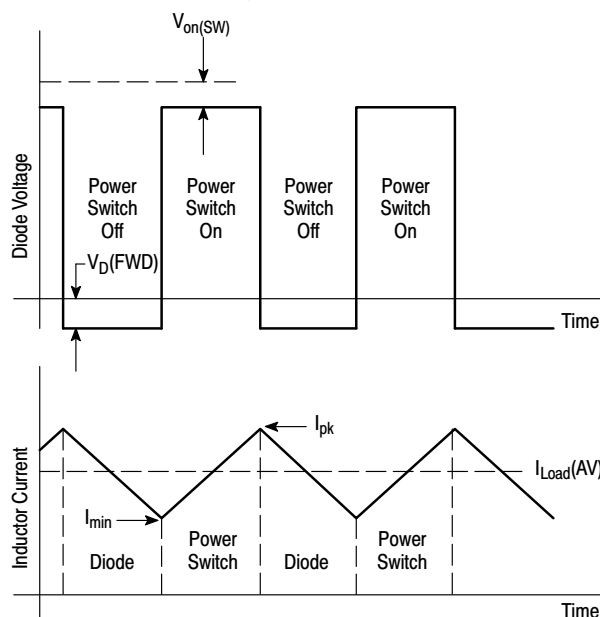 Von(SW)
Diode Voltage
Power
Switch
Off
Power
Switch
On
Power
Switch
Off
Power
Switch
On
VD(FWD)
Time
Inductor Current
Ipk
ILoad(AV)
Imin
Diode
Power
Switch
Diode
Power
Switch
Time